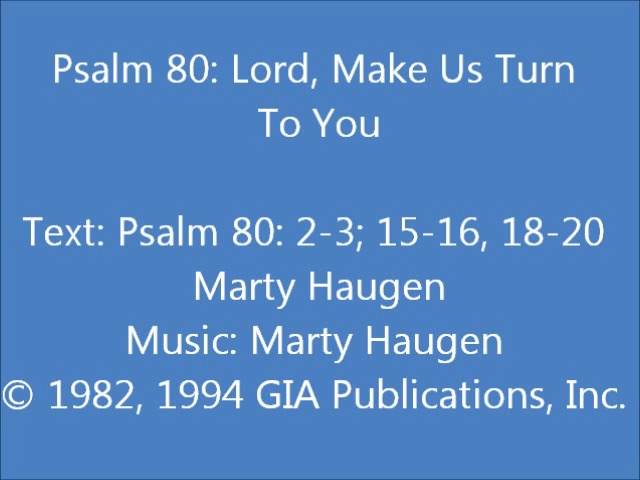 Psalm 80: Lord, Make Us Turn
To You
Text: Psalm 80: 2-3; 15-16, 18-20
Marty Haugen
Music: Marty Haugen
© 1982, 1994 GIA Publications, Inc.